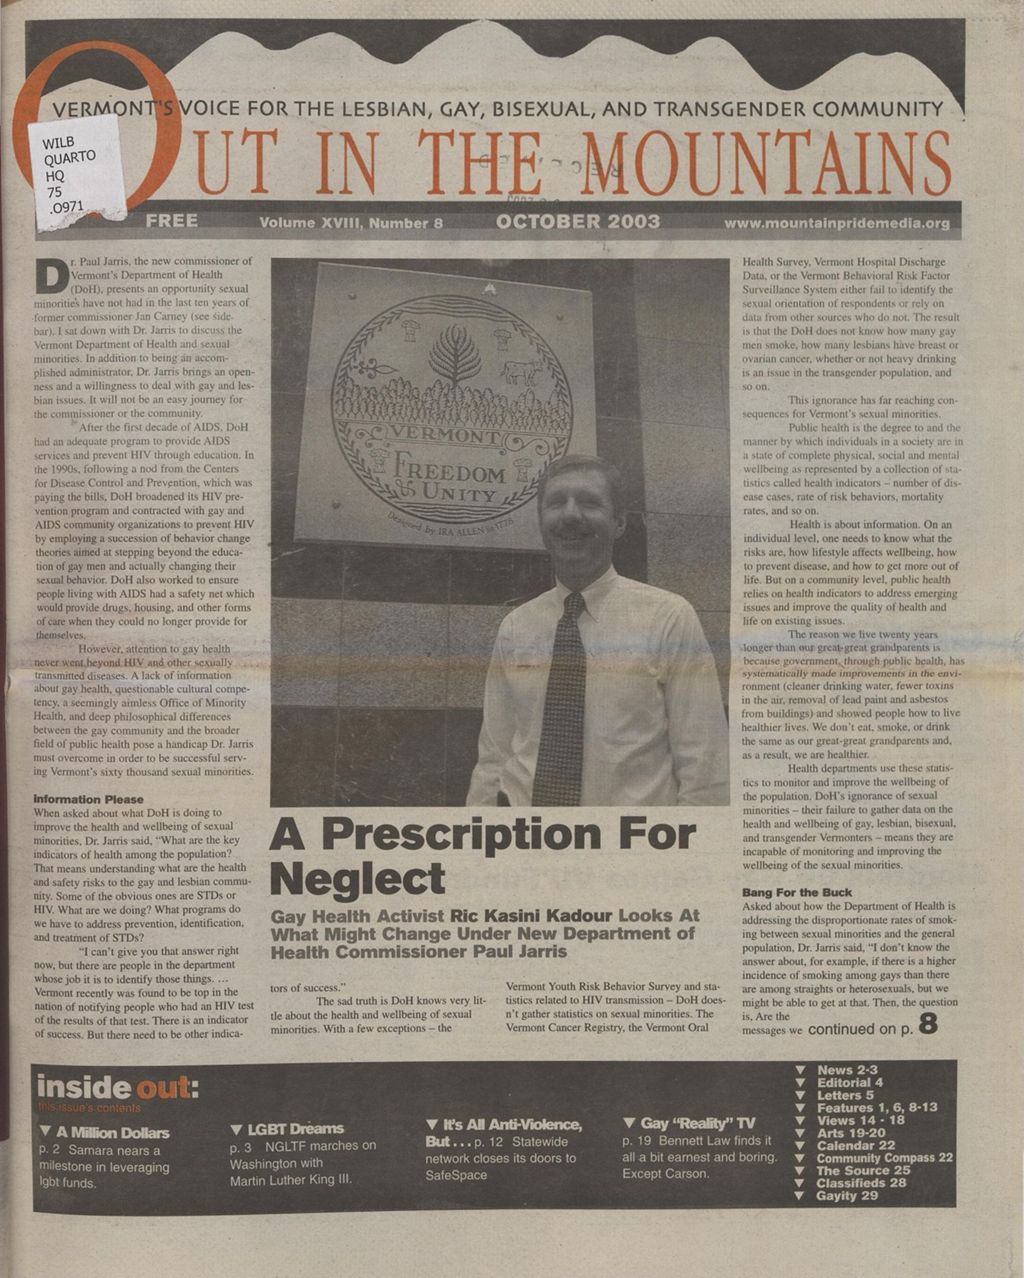 VERMONT'S VOICE FOR THE LESBIAN, GAY, BISEXUAL, AND TRANSGENDER COMMUNITY
OUT IN THE MOUNTAINS
WILB
QUARTO
HQ
75
.O971
FREE Volume XVIII, Number 8 OCTOBER 2003 www.mountainpridemedia.org
Dr. Paul Jarris, the new commissioner of
Vermont's Department of Health
(DoH), presents an opportunity sexual
minorities have not had in the last ten years of
former commissioner Jan Carney (see side-
bar). I sat down with Dr. Jarris to discuss the
Vermont Department of Health and sexual
minorities. In addition to being an accom-
plished administrator, Dr. Jarris brings an open-
ness and a willingness to deal with gay and les-
bian issues. It will not be an easy journey for
the commissioner or the community.
After the first decade of AIDS, DoH
had an adequate program to provide AIDS
services and prevent HIV through education. In
the 1990s, following a nod from the Centers
for Disease Control and Prevention, which was
paying the bills, DoH broadened its HIV pre-
vention program and contracted with gay and
AIDS community organizations to prevent HIV
by employing a succession of behavior change
theories aimed at stepping beyond the educa-
tion of gay men and actually changing their
sexual behavior. DoH also worked to ensure
people living with AIDS had a safety net which
would provide drugs, housing, and other forms
of care when they could no longer provide for
themselves.
However, attention to gay health
never went beyond HIV and other sexually
transmitted diseases. A lack of information
about gay health, questionable cultural compe-
tency, a seemingly aimless Office of Minority
Health, and deep philosophical differences
between the gay community and the broader
field of public health pose a handicap Dr. Jarris
must overcome in order to be successful serv-
ing Vermont's sixty thousand sexual minorities.
Information Please
When asked about what DoH is doing to
improve the health and wellbeing of sexual
minorities, Dr. Jarris said, "What are the key
indicators of health among the population?
That means understanding what are the health
and safety risks to the gay and lesbian commu-
nity. Some of the obvious ones are STDs or
HIV. What are we doing? What programs do
we have to address prevention, identification,
and treatment of STDs?
"I can't give you that answer right
now, but there are people in the department
whose job it is to identify those things. ...
Vermont recently was found to be top in the
nation of notifying people who had an HIV test
of the results of that test. There is an indicator
of success. But there need to be other indica-
VERMONT
FREEDOM
& UNITY
Designed by IRA ALLEN in 1778
A Prescription For
Neglect
Gay Health Activist Ric Kasini Kadour Looks At
What Might Change Under New Department of
Health Commissioner Paul Jarris
tors of success."
The sad truth is DoH knows very lit-
tle about the health and wellbeing of sexual
minorities. With a few exceptions – the
Vermont Youth Risk Behavior Survey and sta-
tistics related to HIV transmission – DoH does-
n't gather statistics on sexual minorities. The
Vermont Cancer Registry, the Vermont Oral
Health Survey, Vermont Hospital Discharge
Data, or the Vermont Behavioral Risk Factor
Surveillance System either fail to identify the
sexual orientation of respondents or rely on
data from other sources who do not. The result
is that the DoH does not know how many gay
men smoke, how many lesbians have breast or
ovarian cancer, whether or not heavy drinking
is an issue in the transgender population, and
so on.
This ignorance has far reaching con-
sequences for Vermont's sexual minorities.
Public health is the degree to and the
manner by which individuals in a society are in
a state of complete physical, social and mental
wellbeing as represented by a collection of sta-
tistics called health indicators – number of dis-
ease cases, rate of risk behaviors, mortality
rates, and so on.
Health is about information. On an
individual level, one needs to know what the
risks are, how lifestyle affects wellbeing, how
to prevent disease, and how to get more out of
life. But on a community level, public health
relies on health indicators to address emerging
issues and improve the quality of health and
life on existing issues.
The reason we live twenty years
longer than our great-great grandparents is
because government, through public health, has
systematically made improvements in the envi-
ronment (cleaner drinking water, fewer toxins
in the air, removal of lead paint and asbestos
from buildings) and showed people how to live
healthier lives. We don't eat, smoke, or drink
the same as our great-great grandparents and,
as a result, we are healthier.
Health departments use these statis-
tics to monitor and improve the wellbeing of
the population. DoH's ignorance of sexual
minorities – their failure to gather data on the
health and wellbeing of gay, lesbian, bisexual,
and transgender Vermonters – means they are
incapable of monitoring and improving the
wellbeing of the sexual minorities.
Bang For the Buck
Asked about how the Department of Health is
addressing the disproportionate rates of smok-
ing between sexual minorities and the general
population, Dr. Jarris said, "I don't know the
answer about, for example, if there is a higher
incidence of smoking among gays than there
are among straights or heterosexuals, but we
might be able to get at that. Then, the question
is, Are the
messages we continued on p. 8
inside out:
this issue's contents
▼ A Million Dollars
p. 2 Samara nears a
milestone in leveraging
lgbt funds.
▼ LGBT Dreams
p. 3 NGLTF marches on
Washington with
Martin Luther King III.
▼ It's All Anti-Violence,
But... p. 12 Statewide
network closes its doors to
SafeSpace
▼ Gay "Reality" TV
p. 19 Bennett Law finds it
all a bit earnest and boring.
Except Carson.
▼ News 2-3
▼ Editorial 4
▼ Letters 5
▼ Features 1, 6, 8-13
▼ Views 14 - 18
▼ Arts 19-20
▼ Calendar 22
▼ Community Compass 22
▼ The Source 25
▼ Classifieds 28
▼ Gayity 29